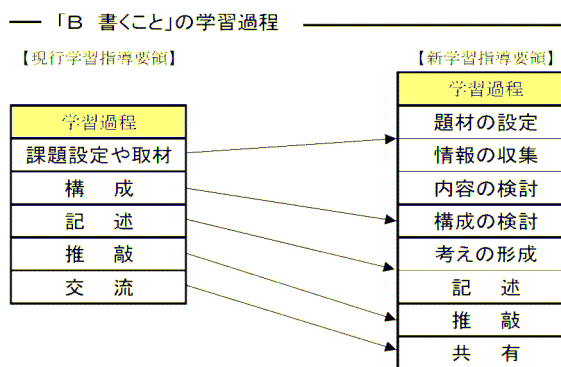 「B 書くこと」の学習過程
【現行学習指導要領】
学習過程
課題設定や取材
構 成
記 述
推 敲
交 流
【新学習指導要領】
学習過程
題材の設定
情報の収集
内容の検討
構成の検討
考えの形成
記 述
推 敲
共 有